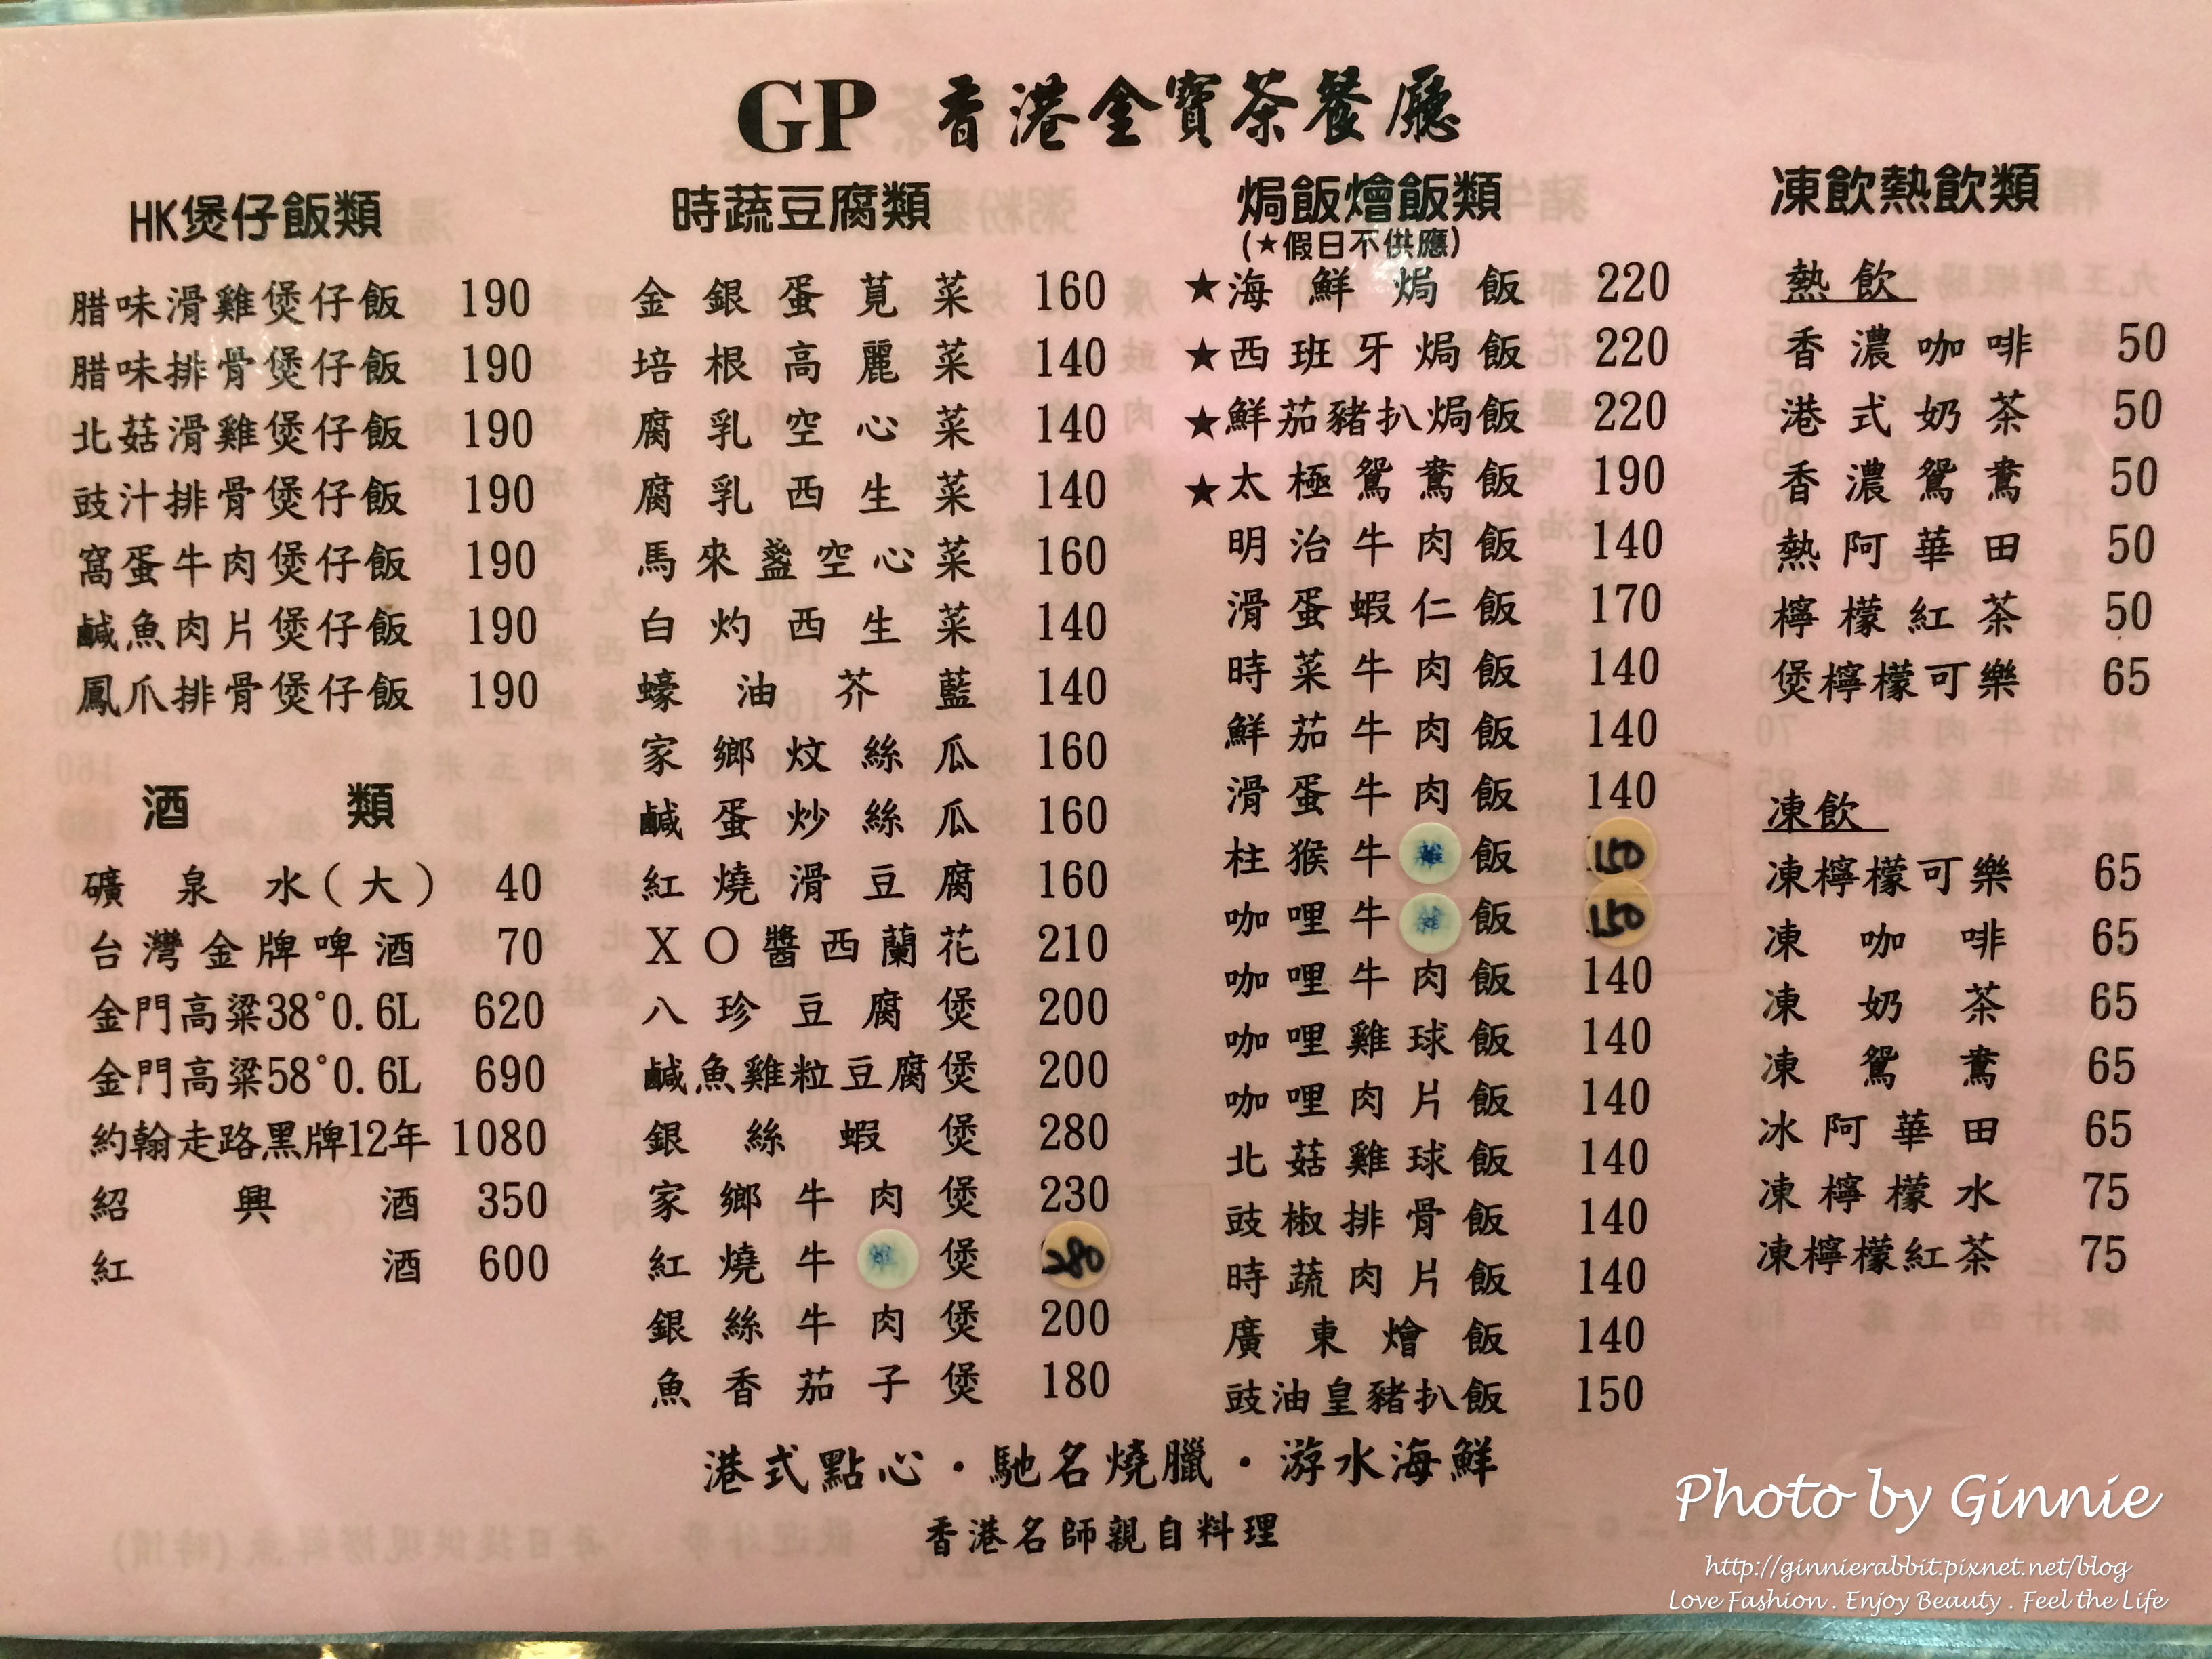 GP 香港金寶茶餐廳
HK煲仔飯類
腊味滑雞煲仔飯 190
腊味排骨煲仔飯 190
北菇滑雞煲仔飯 190
豉汁排骨煲仔飯 190
窩蛋牛肉煲仔飯 190
鹹魚肉片煲仔飯 190
鳳爪排骨煲仔飯 190
酒類
礦泉水(大) 40
台灣金牌啤酒 70
金門高粱38°0.6L 620
金門高粱58°0.6L 690
約翰走路黑牌12年 1080
紹興酒 350
紅酒 600
時蔬豆腐類
金銀蛋莧菜 160
培根高麗菜 140
腐乳空心菜 140
腐乳西生菜 140
馬來盞空心菜 160
白灼西生菜 140
蠔油芥藍 140
家鄉炆絲瓜 160
鹹蛋炒絲瓜 160
紅燒滑豆腐 160
XO醬西蘭花 210
八珍豆腐煲 200
鹹魚雞粒豆腐煲 200
銀絲蝦煲 280
家鄉牛肉煲 230
紅燒牛 煲 280
銀絲牛肉煲 200
魚香茄子煲 180
焗飯燴飯類
(★假日不供應)
★海鮮焗飯 220
★西班牙焗飯 220
★鮮茄豬扒焗飯 220
★太極鴛鴦飯 190
明治牛肉飯 140
滑蛋蝦仁飯 170
時菜牛肉飯 140
鮮茄牛肉飯 140
滑蛋牛肉飯 140
柱猴牛 飯 150
咖哩牛 飯 150
咖哩牛肉飯 140
咖哩雞球飯 140
咖哩肉片飯 140
北菇雞球飯 140
豉椒排骨飯 140
時蔬肉片飯 140
廣東燴飯 140
豉油皇豬扒飯 150
凍飲熱飲類
熱飲
香濃咖啡 50
港式奶茶 50
香濃鴛鴦 50
熱阿華田 50
檸檬紅茶 50
煲檸檬可樂 65
凍飲
凍檸檬可樂 65
凍咖啡 65
凍奶茶 65
凍鴛鴦 65
冰阿華田 65
凍檸檬水 75
凍檸檬紅茶 75
港式點心・馳名燒臘・游水海鮮
香港名師親自料理
Photo by Ginnie
http://ginnierabbit.pixnet.net/blog
Love Fashion . Enjoy Beauty . Feel the Life